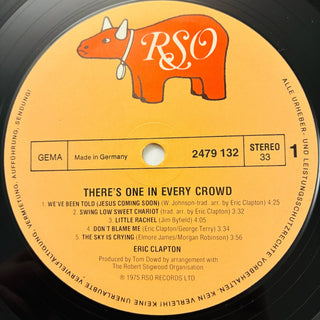 RSO
GEMA
Made in Germany
2479 132
STEREO
33
1
THERE'S ONE IN EVERY CROWD
1. WE'VE BEEN TOLD (JESUS COMING SOON) (W. Johnson-trad. arr. by Eric Clapton) 4:25
2. SWING LOW SWEET CHARIOT (trad. arr. by Eric Clapton) 3:32
3. LITTLE RACHEL (Jim Byfield) 4:04
4. DON'T BLAME ME (Eric Clapton/George Terry) 3:34
5. THE SKY IS CRYING (Elmore James/Morgan Robinson) 3:56
ERIC CLAPTON
Produced by Tom Dowd by arrangement with
The Robert Stigwood Organisation
℗ 1975 RSO RECORDS LTD.
ALLE URHEBER- UND LEISTUNGSSCHUTZRECHTE VORBEHALTEN. KEIN VERLEIH! KEINE UNERLAUBTE VERVIELFÄLTIGUNG, VERMIETUNG, AUFFÜHRUNG, SENDUNG!